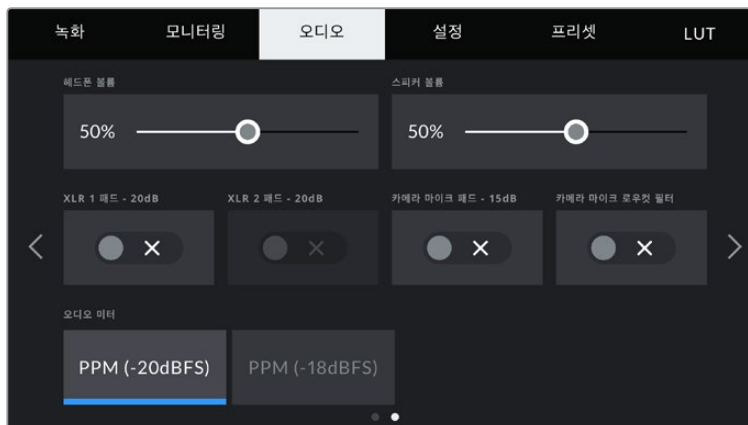 녹화 모니터링 오디오 설정 프리셋 LUT
헤드폰 볼륨 스피커 볼륨
50% 50%
XLR 1 패드 - 20dB XLR 2 패드 - 20dB 카메라 마이크 패드 - 15dB 카메라 마이크 로우컷 필터
오디오 미터
PPM (-20dBFS) PPM (-18dBFS)